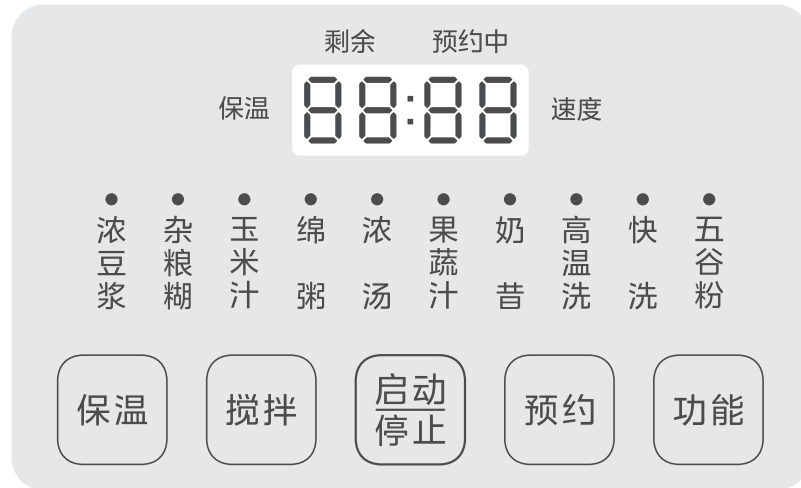 剩余 预约中
保温 88:88 速度
浓豆浆 杂粮糊 玉米汁 绵粥 浓汤 果蔬汁 奶昔 高温洗 快洗 五谷粉
保温 搅拌 启动 预约 功能
停止